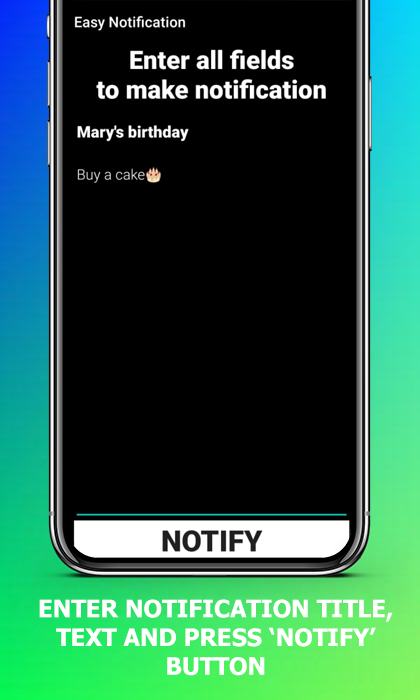 Easy Notification
Enter all fields
to make notification
Mary's birthday
Buy a cake🎂
NOTIFY
ENTER NOTIFICATION TITLE,
TEXT AND PRESS ‘NOTIFY’
BUTTON